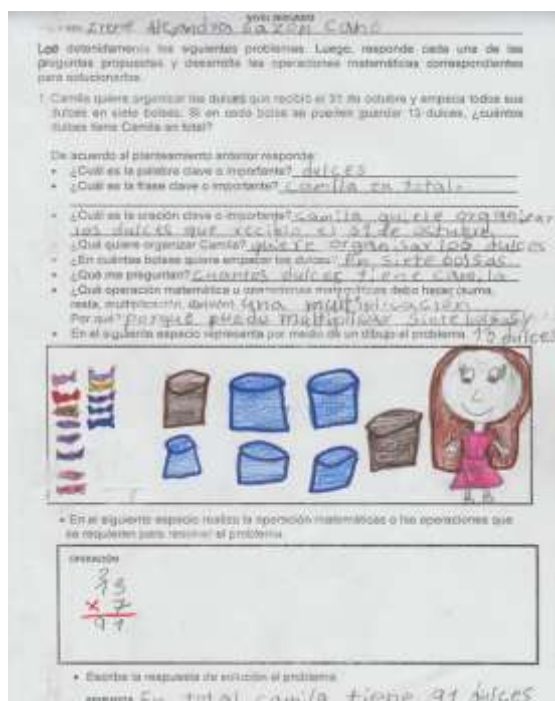 Irene Alejandra Garzón Cano
Leé detenidamente los siguientes problemas. Luego, responde cada una de las
preguntas propuestas y desarrolla las operaciones matemáticas correspondientes
para solucionarlos.
1. Camila quiere organizar los dulces que recibió el 31 de octubre y empaca todos sus
dulces en siete bolsas. Si en cada bolsa se pueden guardar 13 dulces, ¿cuántos
dulces tiene Camila en total?
De acuerdo al planteamiento anterior responde:
• ¿Cuál es la palabra clave o importante? dulces
• ¿Cuál es la frase clave o importante? camila en total.
• ¿Cuál es la oración clave o importante? camila quiere organizar
los dulces que recibio el 31 de octubre
• ¿Qué quiere organizar Camila? quiere organisar los dulces
• ¿En cuántas bolsas quiere empacar los dulces? En siete bolsas
• ¿Qué me preguntan? cuantos dulces tiene camila
• ¿Qué operación matemática u operaciones matemáticas debo hacer (suma,
resta, multiplicación, división) una multiplicación
Por qué? porque puedo multiplicar siete bolsas y
13 dulces
• En el siguiente espacio representa por medio de un dibujo el problema
• En el siguiente espacio realiza la operación matemáticas o las operaciones que
se requieren para resolver el problema
OPERACIÓN
2
13
x 7
91
• Escribe la respuesta de solución al problema
En total camila tiene 91 dulces